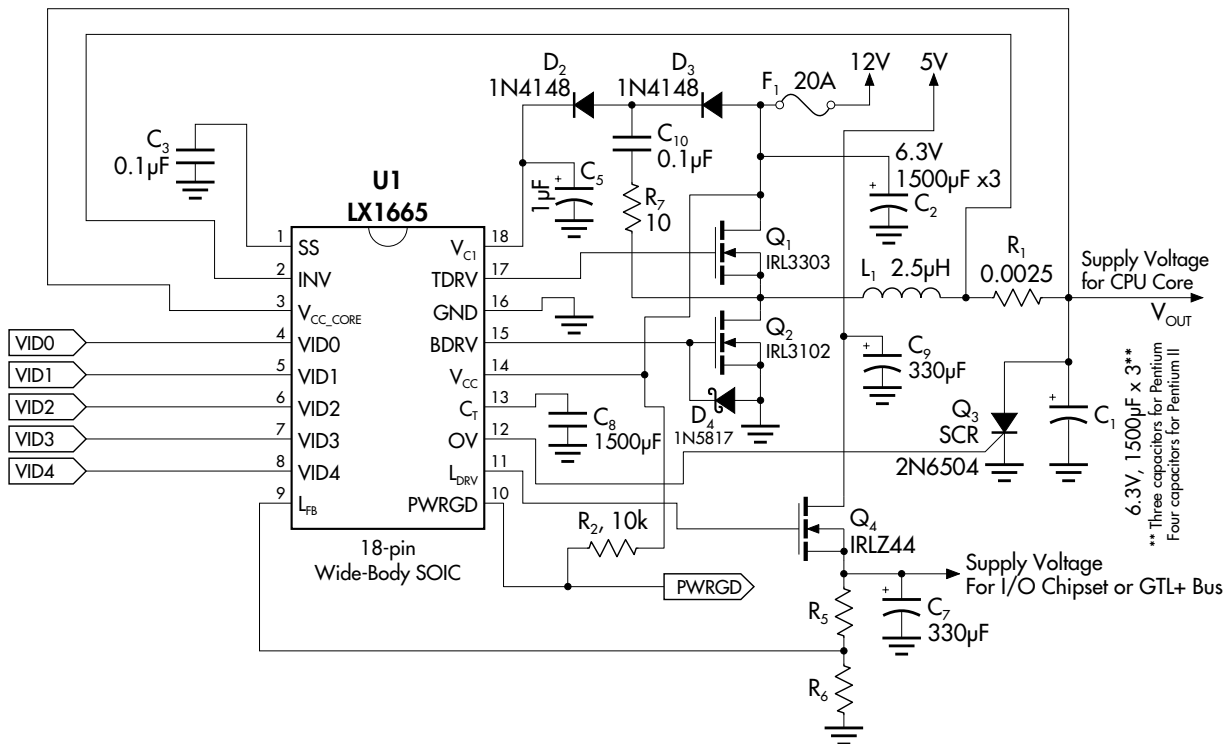 12V
5V
D2
1N4148
D3
1N4148
F1 20A
C3
0.1µF
C10
0.1µF
1µF
C5
R7
10
6.3V
1500µF x3
C2
U1
LX1665
1
SS
2
INV
3
VCC_CORE
4
VID0
5
VID1
6
VID2
7
VID3
8
VID4
9
LFB
VC1
18
TDRV
17
GND
16
BDRV
15
VCC
14
CT
13
OV
12
LDRV
11
PWRGD
10
VID0
VID1
VID2
VID3
VID4
18-pin
Wide-Body SOIC
Q1
IRL3303
Q2
IRL3102
L1 2.5µH
R1
0.0025
Supply Voltage
for CPU Core
VOUT
C9
330µF
D4
1N5817
C8
1500µF
Q3
SCR
2N6504
C1
6.3V, 1500µF x 3**
** Three capacitors for Pentium
Four capacitors for Pentium II
Q4
IRLZ44
R2, 10k
PWRGD
Supply Voltage
For I/O Chipset or GTL+ Bus
R5
C7
330µF
R6
+
+
+
+
+